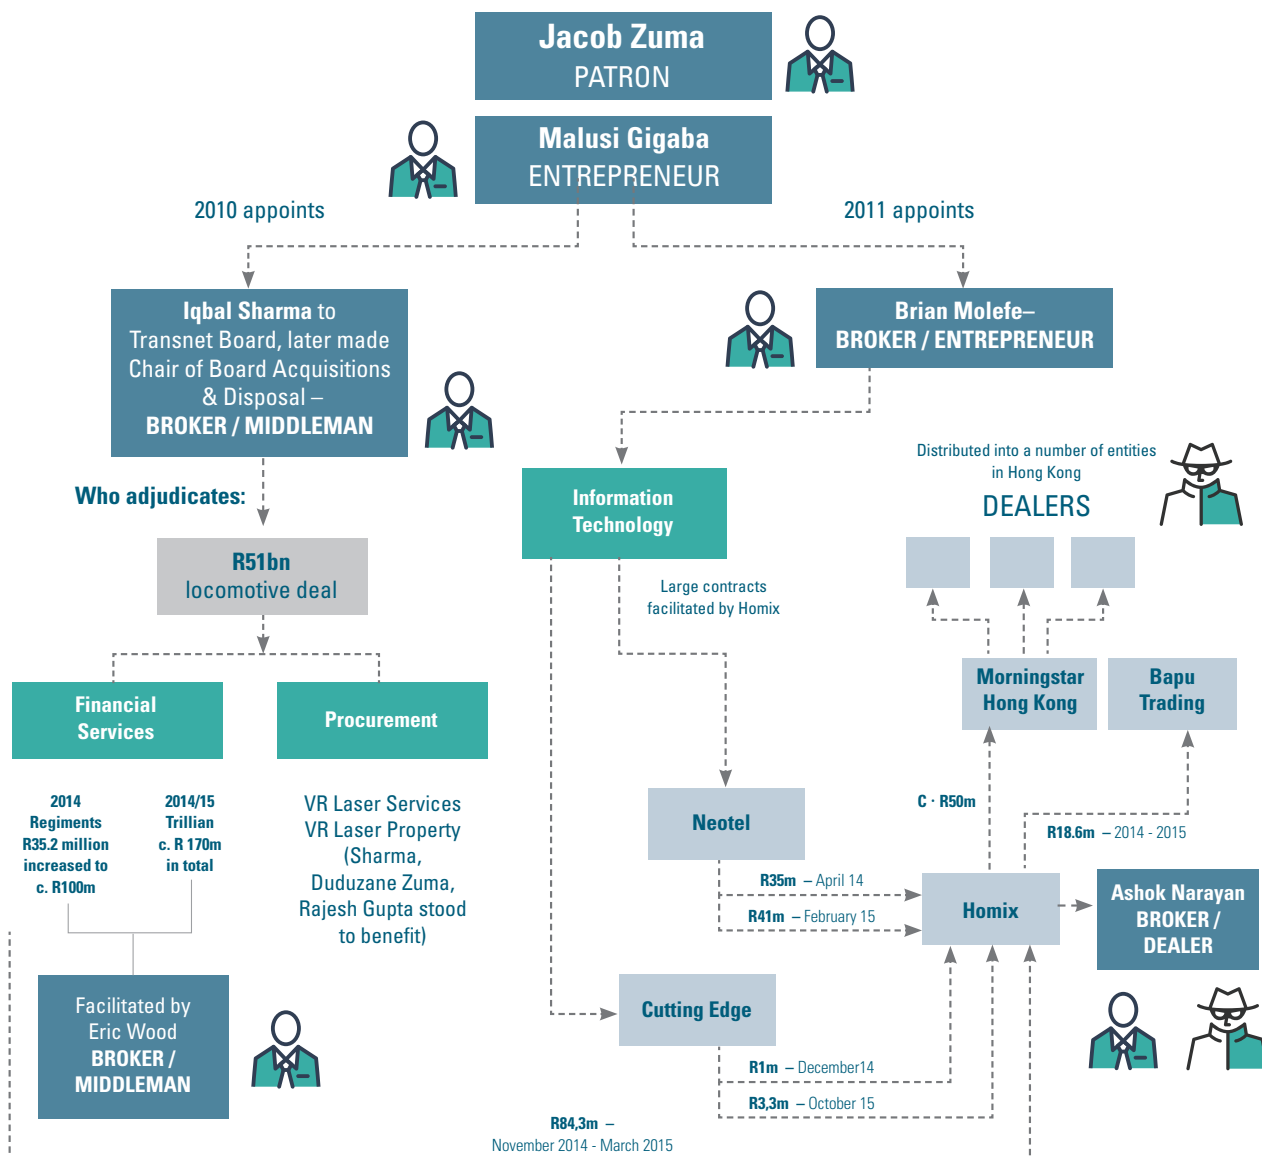 Jacob Zuma
PATRON
Malusi Gigaba
ENTREPRENEUR
2010 appoints
2011 appoints
Iqbal Sharma to
Transnet Board, later made
Chair of Board Acquisitions
& Disposal –
BROKER / MIDDLEMAN
Brian Molefe–
BROKER / ENTREPRENEUR
Who adjudicates:
R51bn
locomotive deal
Information
Technology
Distributed into a number of entities
in Hong Kong
DEALERS
Large contracts
facilitated by Homix
Financial
Services
Procurement
Morningstar
Hong Kong
Bapu
Trading
2014
Regiments
R35.2 million
increased to
c. R100m
2014/15
Trillian
c. R 170m
in total
VR Laser Services
VR Laser Property
(Sharma,
Duduzane Zuma,
Rajesh Gupta stood
to benefit)
Neotel
C · R50m
R18.6m – 2014 - 2015
R35m – April 14
R41m – February 15
Homix
Ashok Narayan
BROKER /
DEALER
Facilitated by
Eric Wood
BROKER /
MIDDLEMAN
Cutting Edge
R1m – December14
R3,3m – October 15
R84,3m –
November 2014 - March 2015